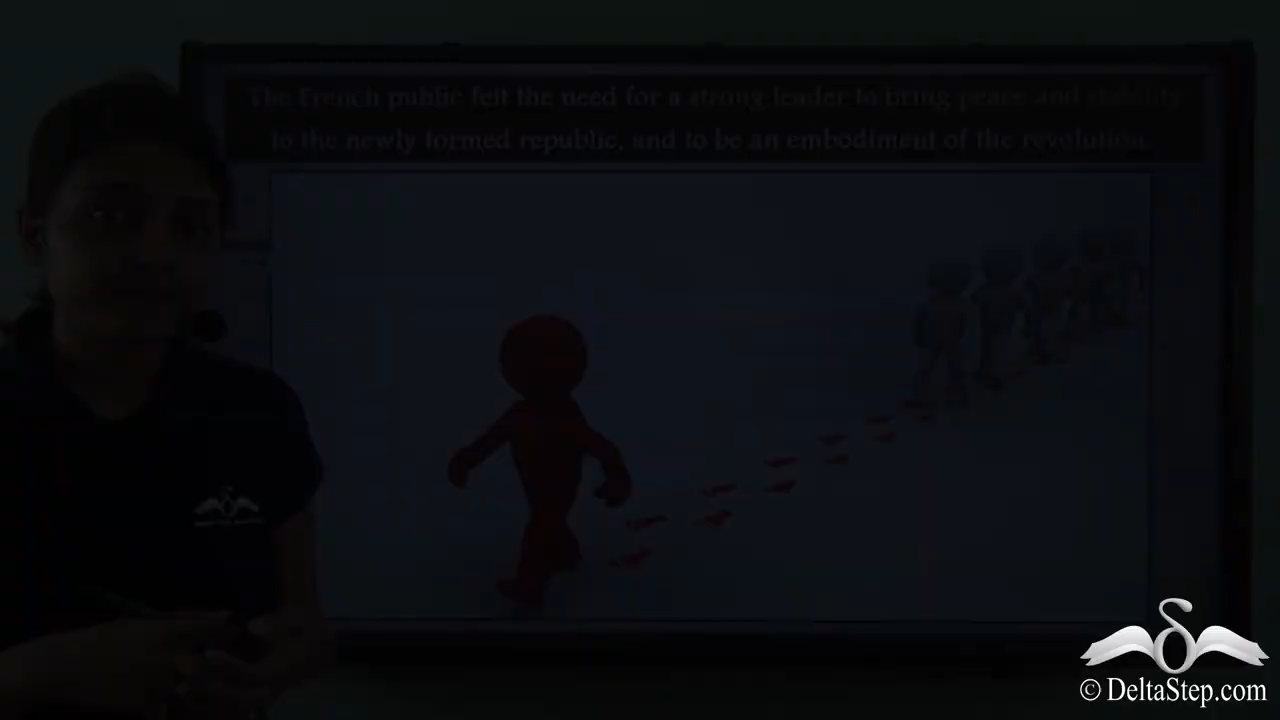 The French public felt the need for a strong leader to bring peace and stability
to the newly formed republic, and to be an embodiment of the revolution.
© DeltaStep.com